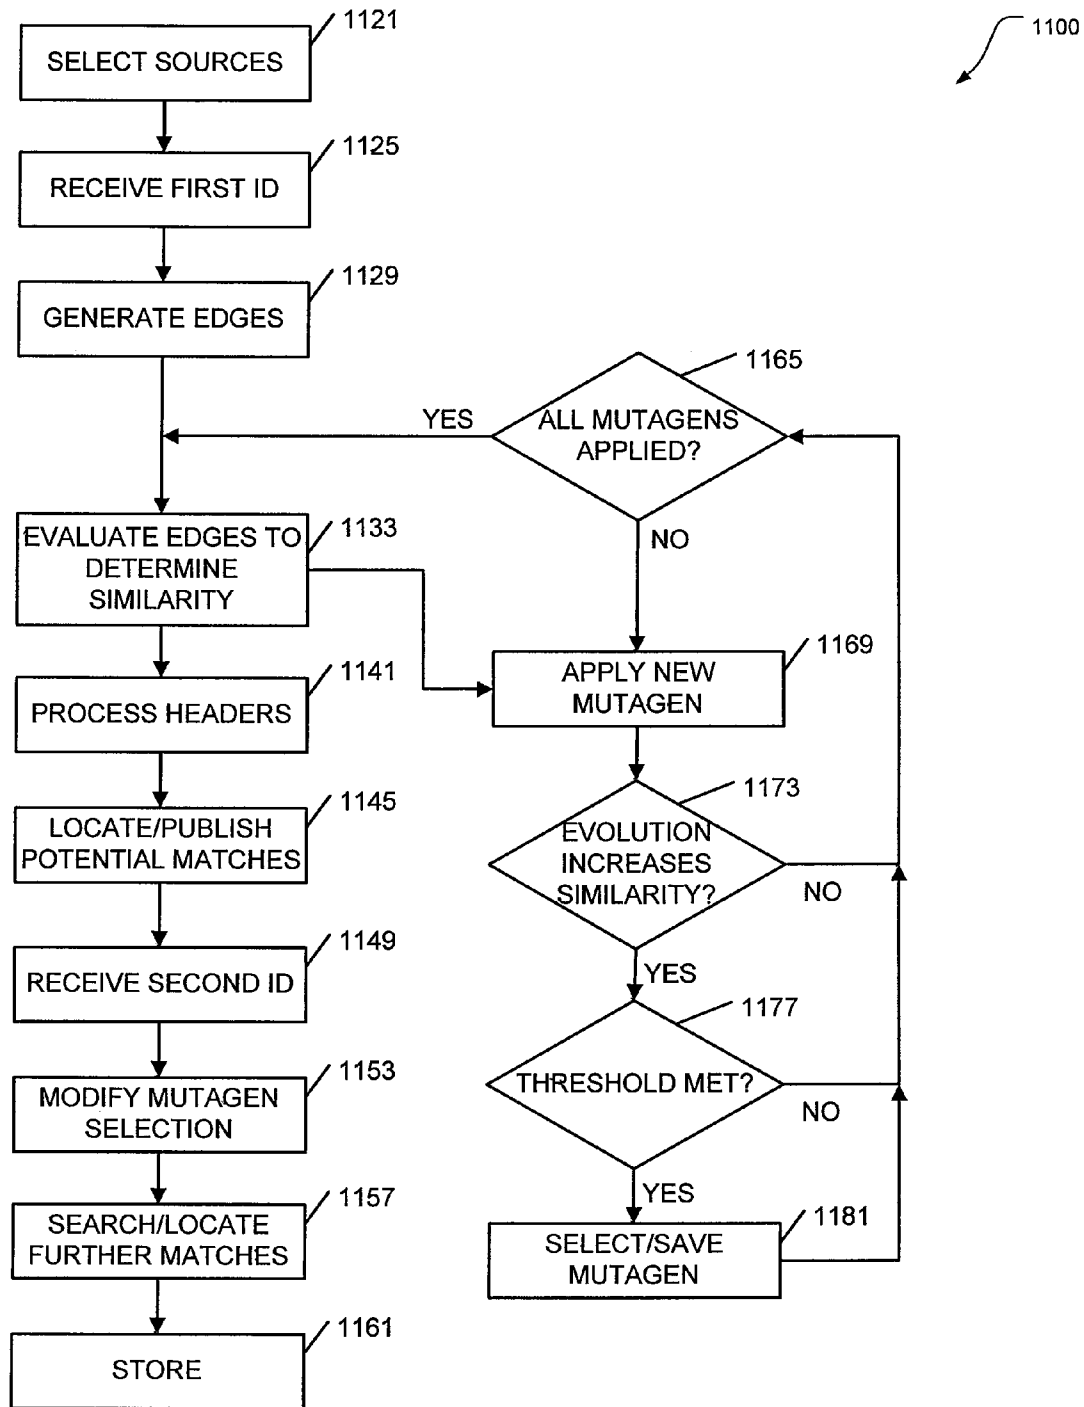 1100
1121
SELECT SOURCES
1125
RECEIVE FIRST ID
1129
GENERATE EDGES
1165
ALL MUTAGENS
APPLIED?
YES
NO
1133
EVALUATE EDGES TO
DETERMINE
SIMILARITY
1169
APPLY NEW
MUTAGEN
1141
PROCESS HEADERS
1173
EVOLUTION
INCREASES
SIMILARITY?
NO
YES
1145
LOCATE/PUBLISH
POTENTIAL MATCHES
1149
RECEIVE SECOND ID
1177
THRESHOLD MET?
NO
YES
1153
MODIFY MUTAGEN
SELECTION
1157
SEARCH/LOCATE
FURTHER MATCHES
1181
SELECT/SAVE
MUTAGEN
1161
STORE